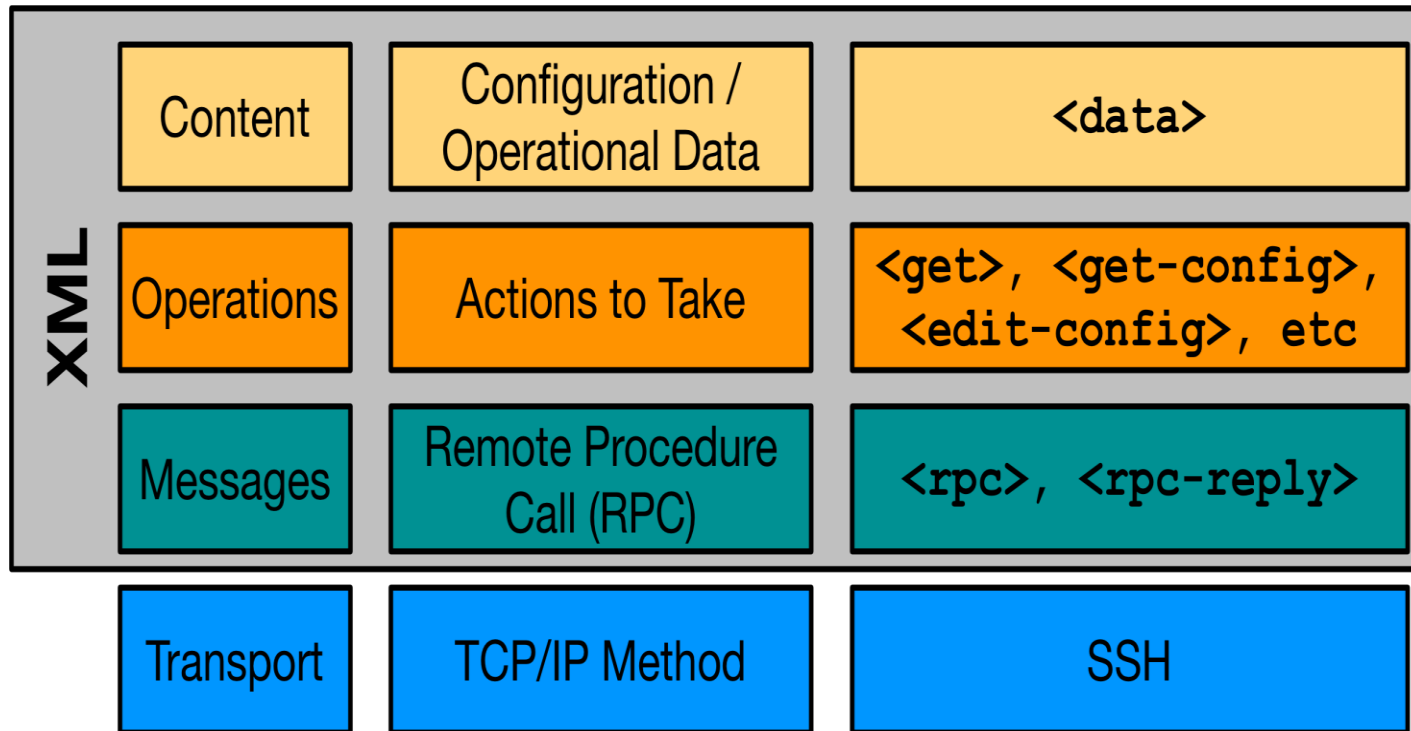 XML
Content
Configuration /
Operational Data
<data>
Operations
Actions to Take
<get>, <get-config>,
<edit-config>, etc
Messages
Remote Procedure
Call (RPC)
<rpc>, <rpc-reply>
Transport
TCP/IP Method
SSH